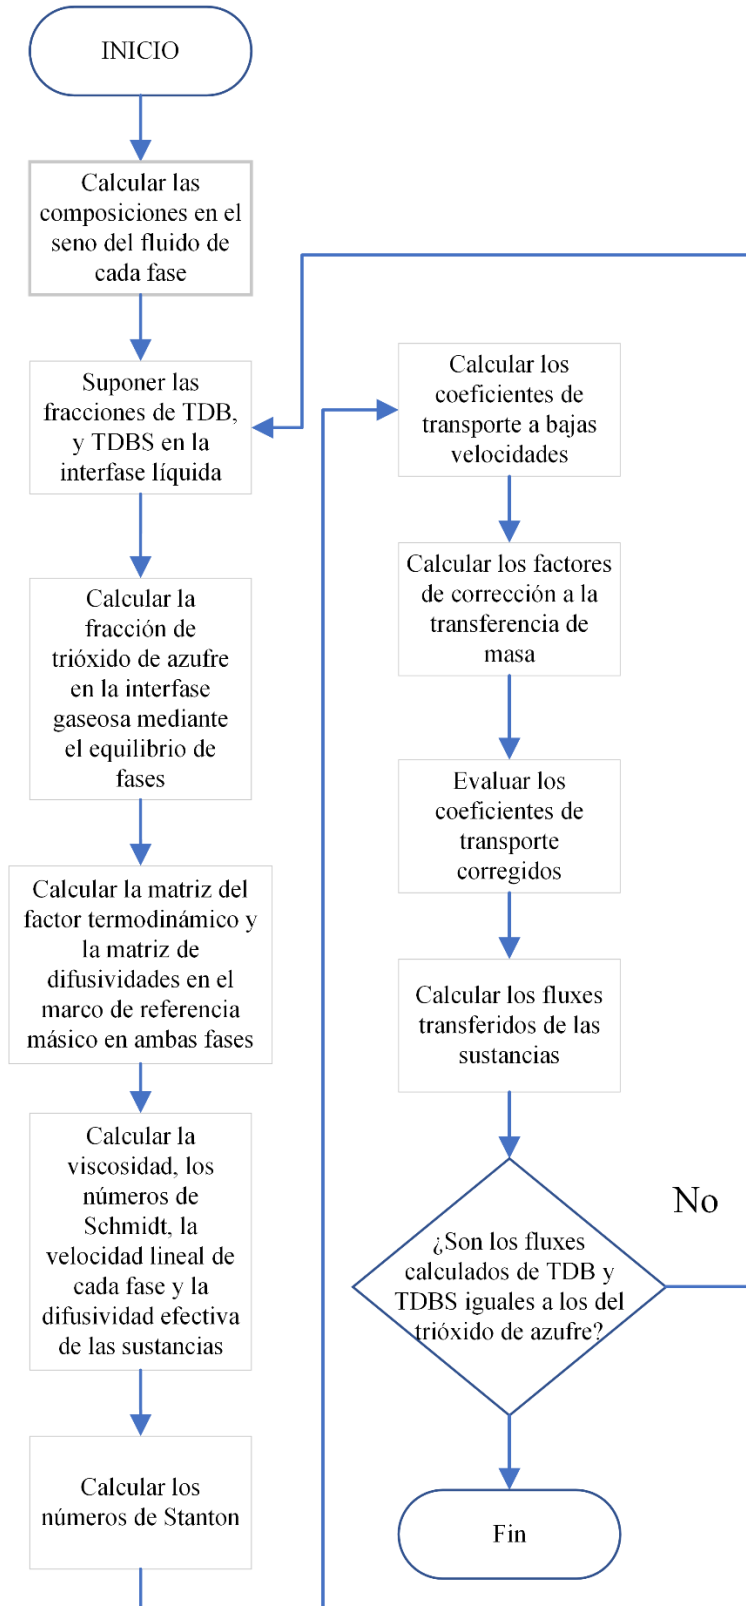 INICIO
Calcular las
composiciones en el
seno del fluido de
cada fase
Suponer las
fracciones de TDB,
y TDBS en la
interfase líquida
Calcular la
fracción de
trióxido de azufre
en la interfase
gaseosa mediante
el equilibrio de
fases
Calcular la matriz del
factor termodinámico y
la matriz de
difusividades en el
marco de referencia
másico en ambas fases
Calcular la
viscosidad, los
números de
Schmidt, la
velocidad lineal de
cada fase y la
difusividad efectiva
de las sustancias
Calcular los
números de Stanton
Calcular los
coeficientes de
transporte a bajas
velocidades
Calcular los factores
de corrección a la
transferencia de
masa
Evaluar los
coeficientes de
transporte
corregidos
Calcular los fluxes
transferidos de las
sustancias
¿Son los fluxes
calculados de TDB y
TDBS iguales a los del
trióxido de azufre?
No
Fin